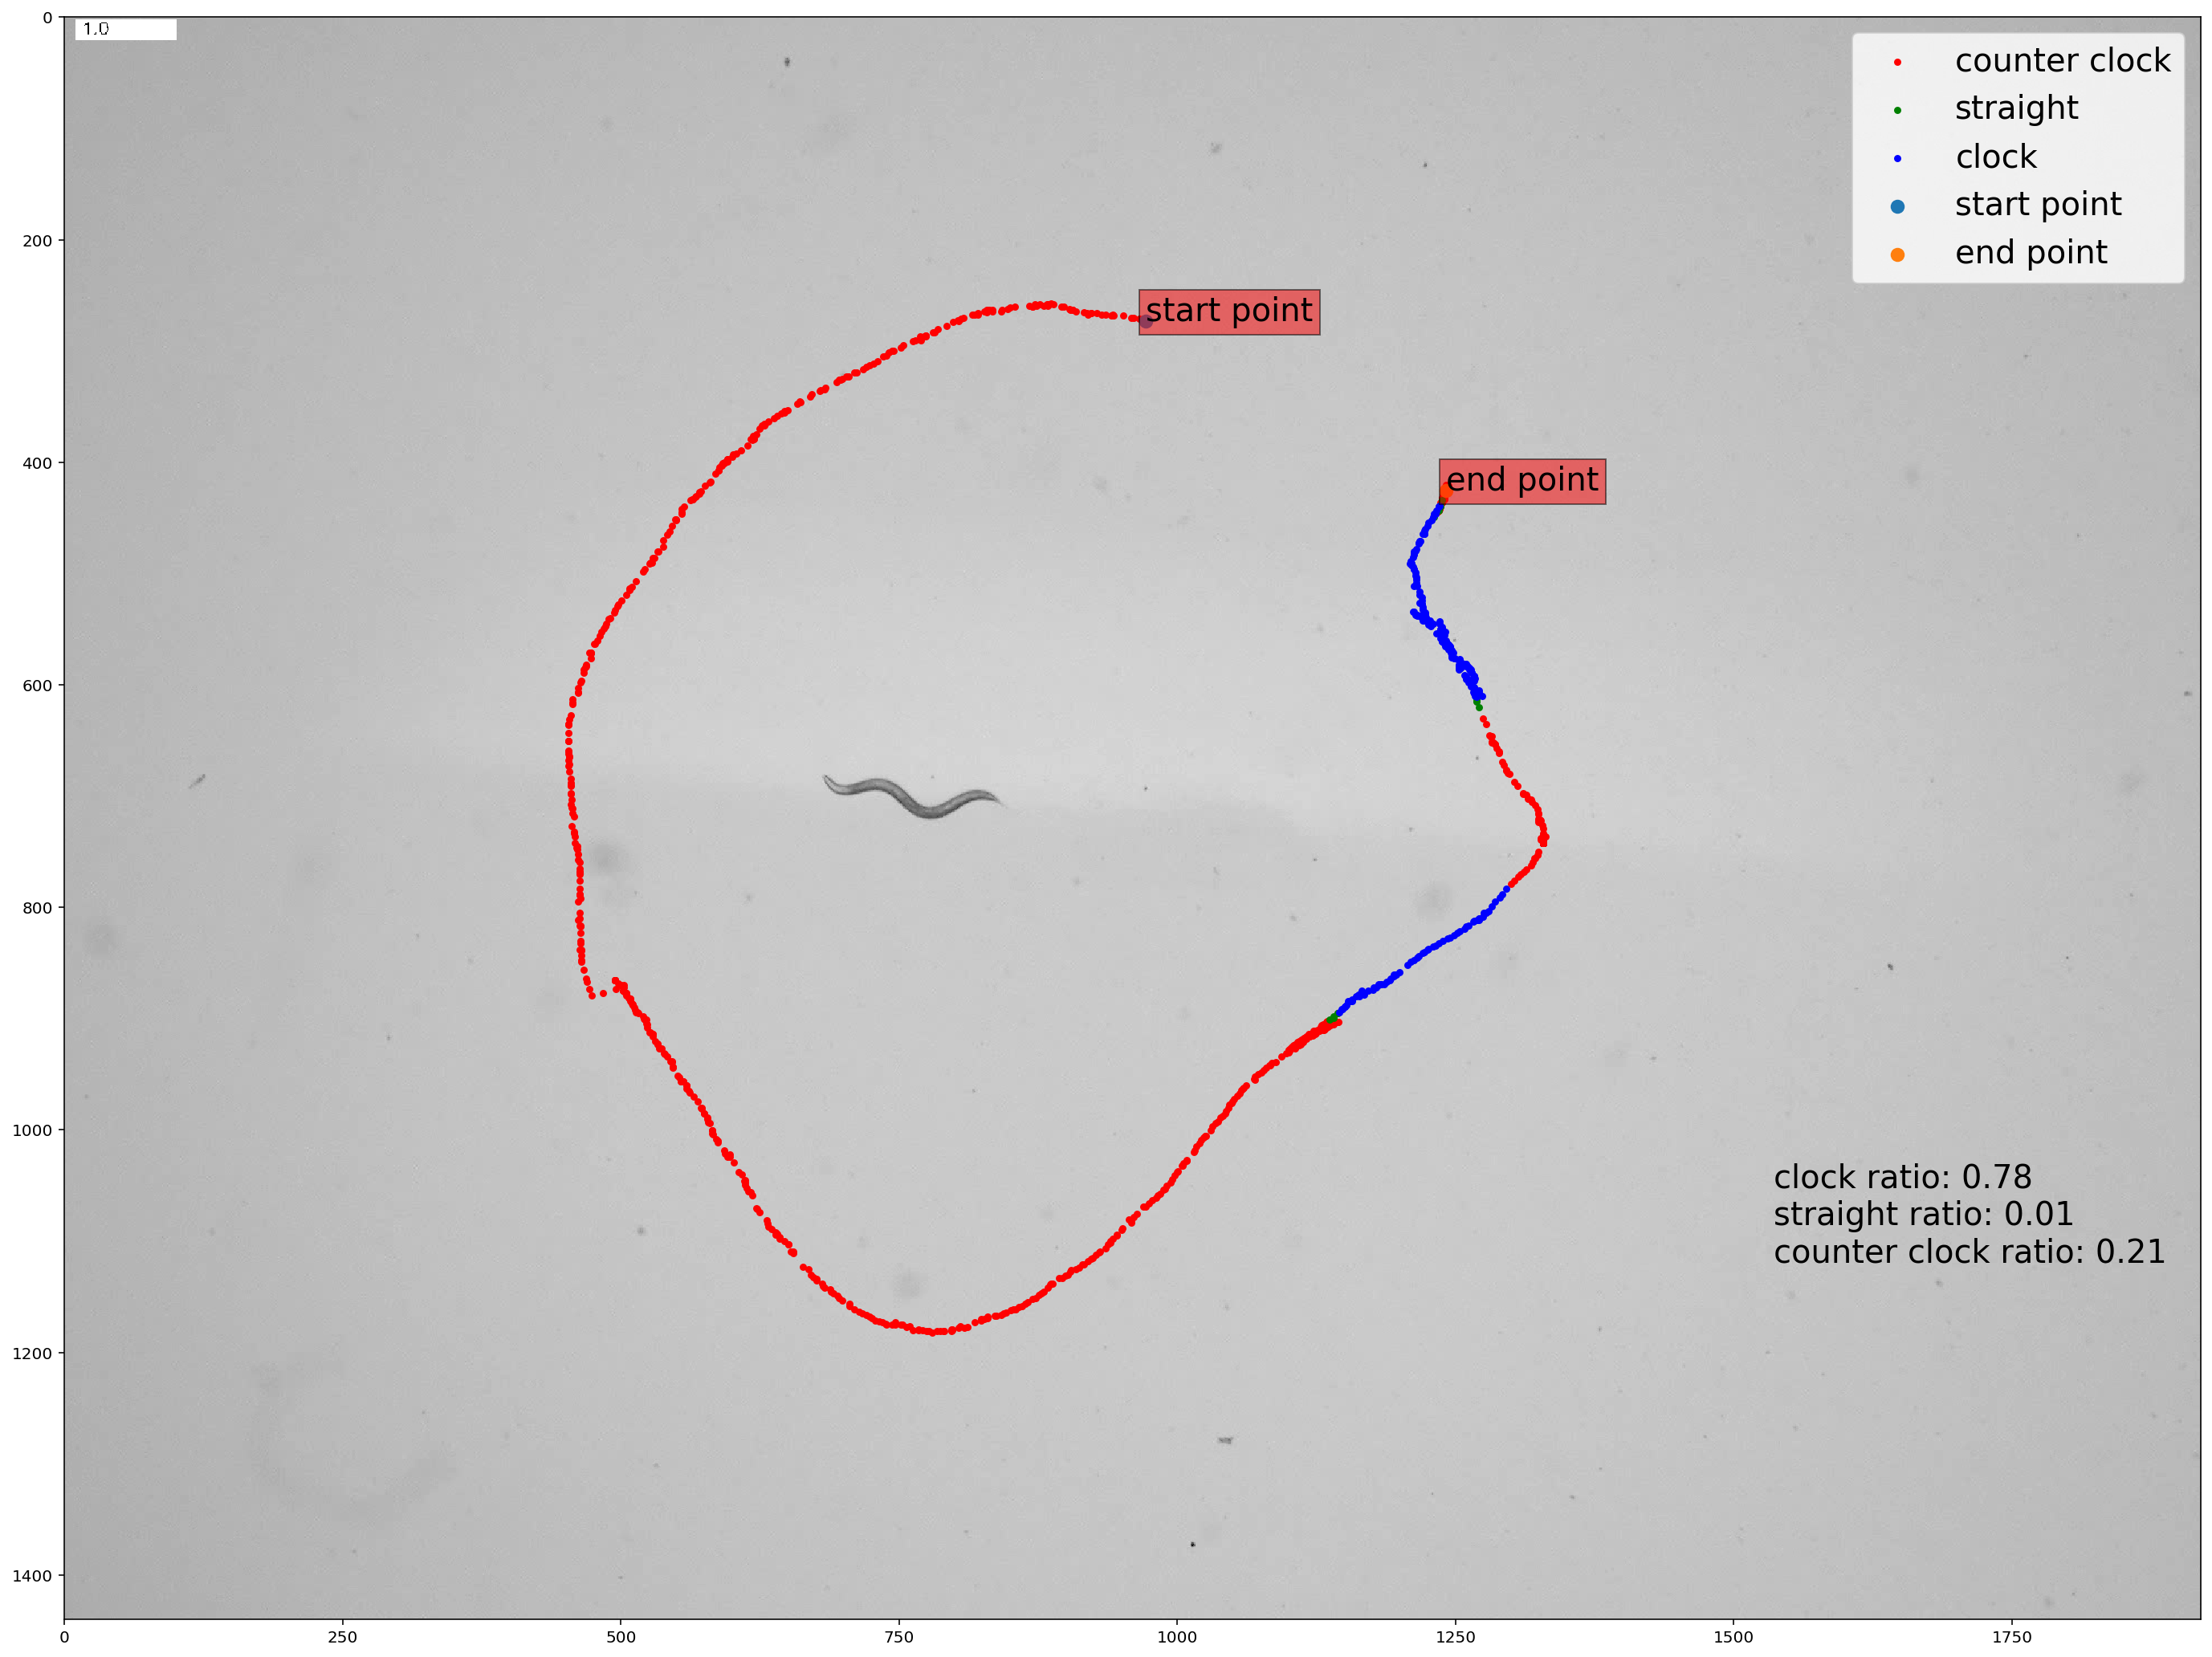 1.0
counter clock
straight
clock
start point
end point
start point
end point
clock ratio: 0.78
straight ratio: 0.01
counter clock ratio: 0.21
0
200
400
600
800
1000
1200
1400
0
250
500
750
1000
1250
1500
1750